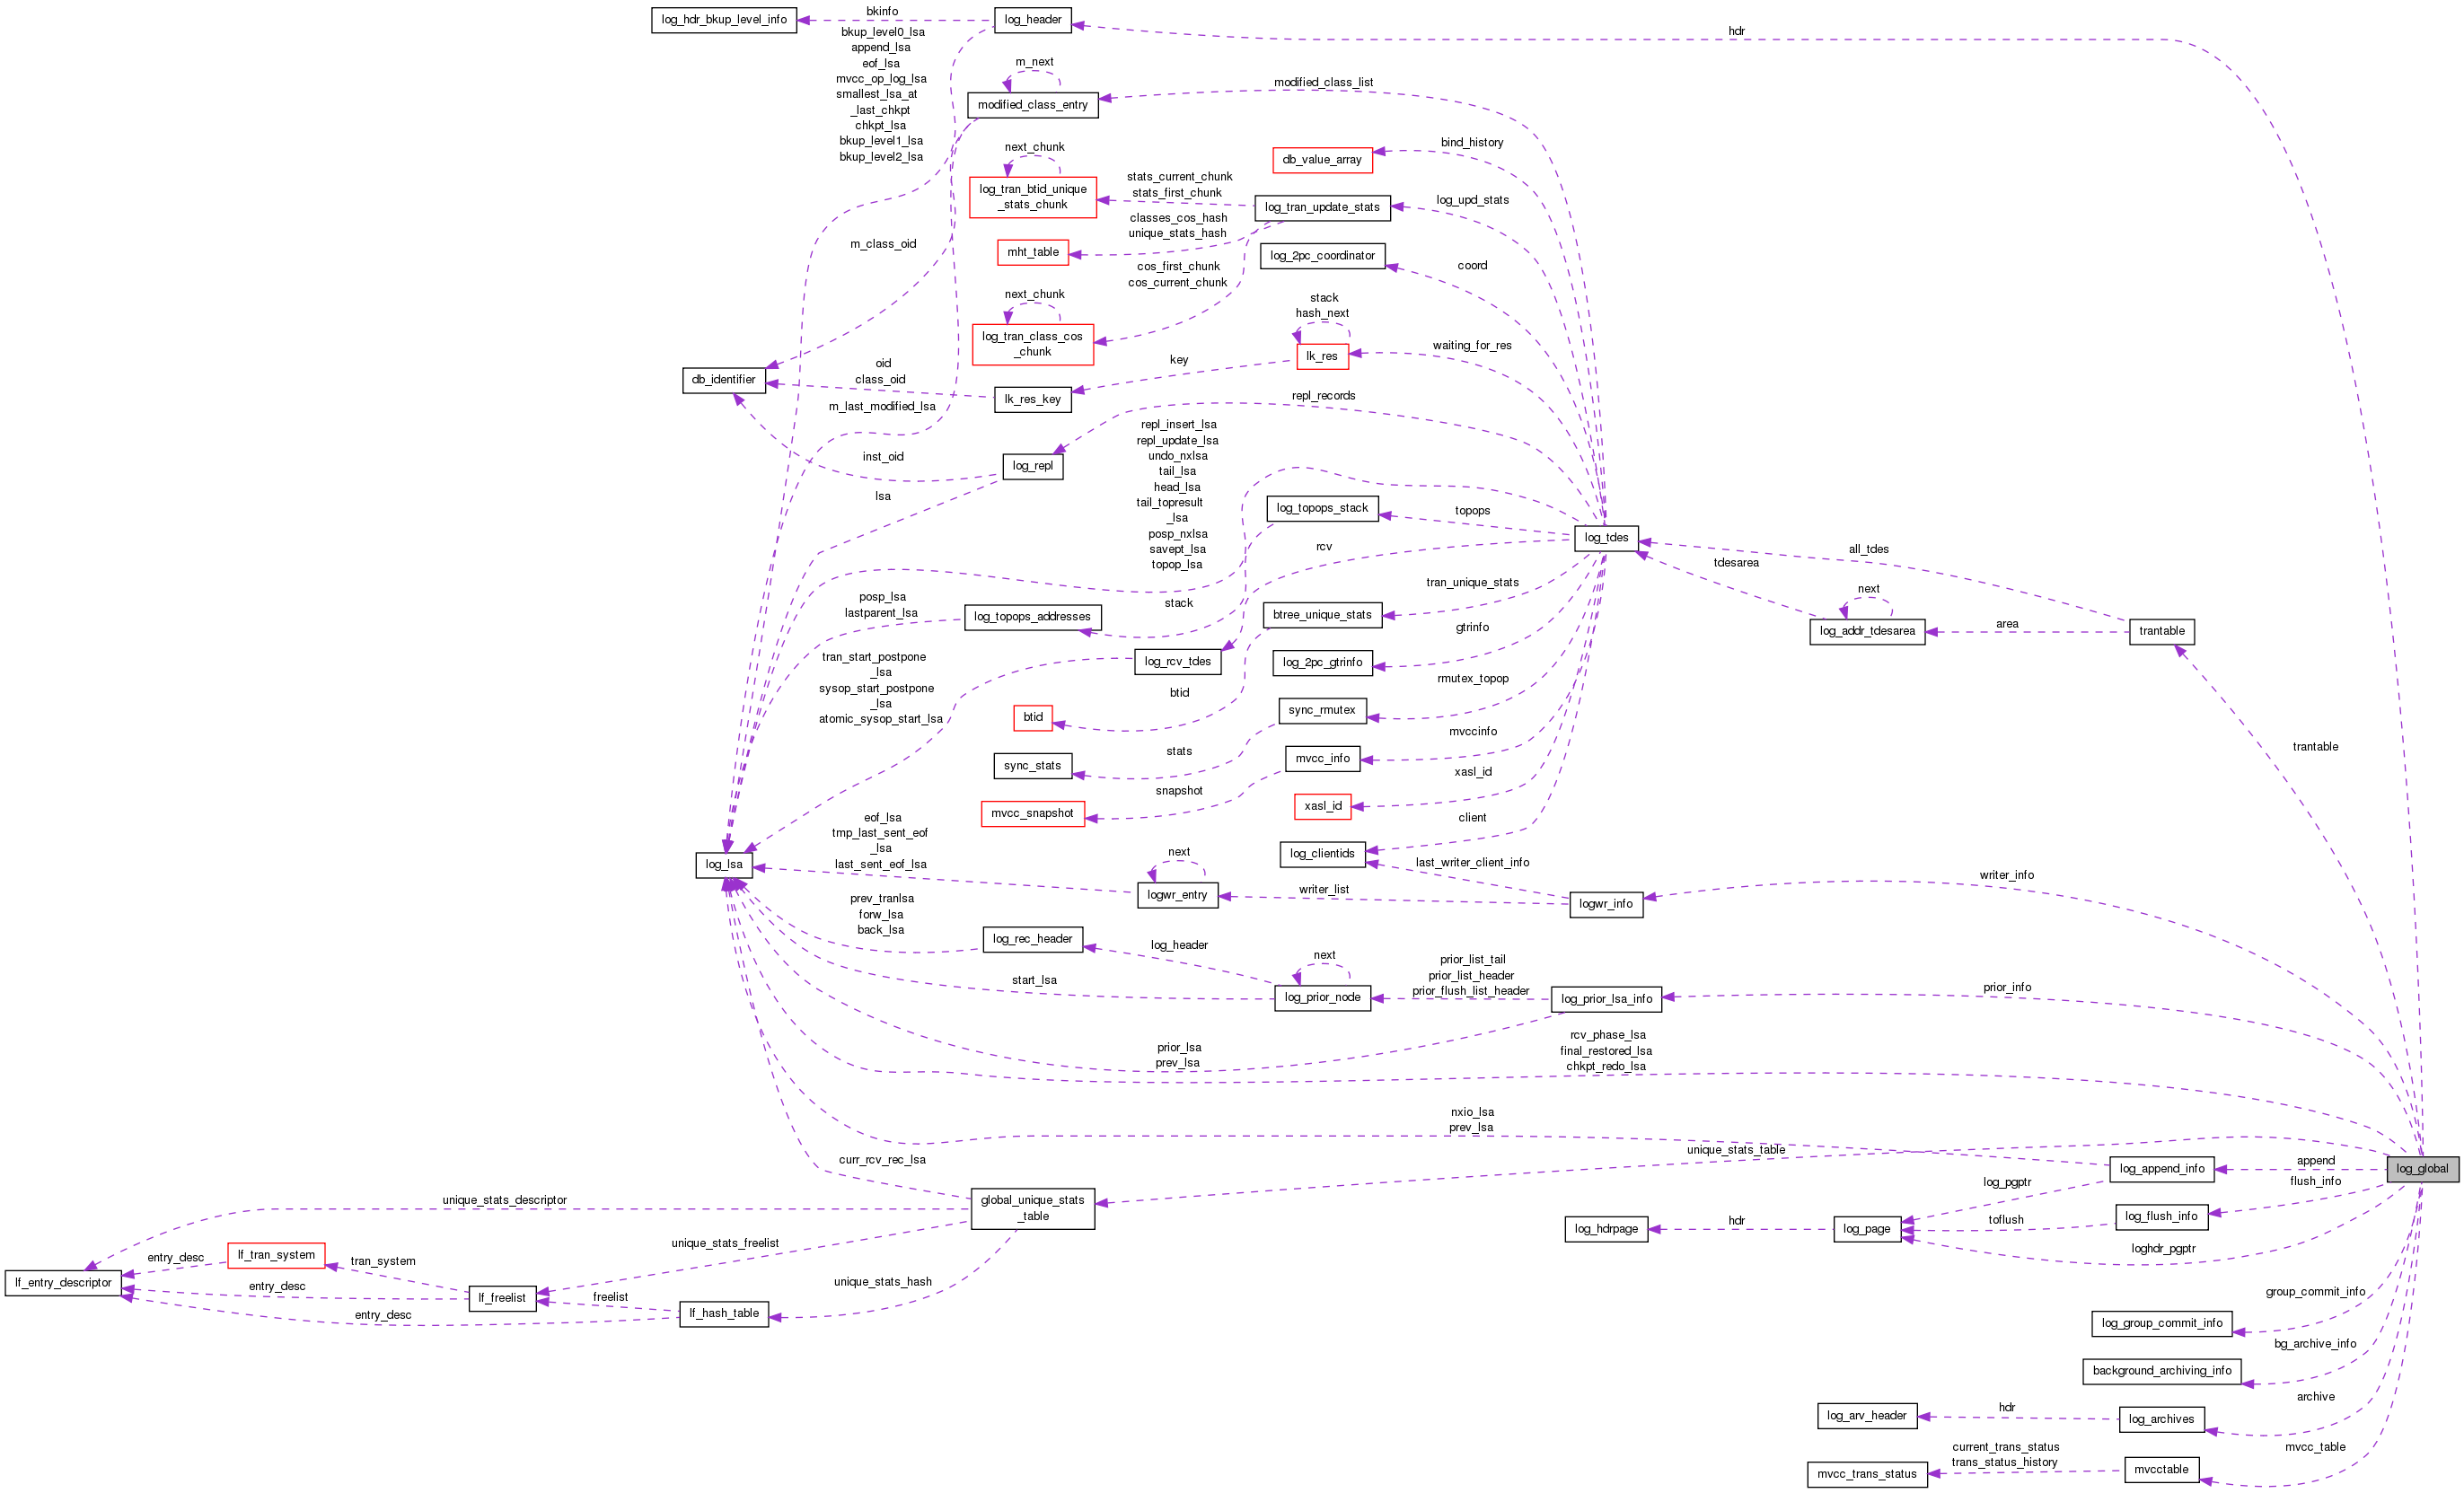 log_hdr_bkup_level_info
bkinfo
log_header
hdr
bkup_level0_lsa
append_lsa
eof_lsa
mvcc_op_log_lsa
smallest_lsa_at
_last_chkpt
chkpt_lsa
bkup_level1_lsa
bkup_level2_lsa
m_next
modified_class_entry
modified_class_list
bind_history
db_value_array
next_chunk
log_tran_btid_unique
_stats_chunk
stats_current_chunk
stats_first_chunk
log_tran_update_stats
log_upd_stats
classes_cos_hash
unique_stats_hash
mht_table
m_class_oid
log_2pc_coordinator
coord
cos_first_chunk
cos_current_chunk
next_chunk
log_tran_class_cos
_chunk
stack
hash_next
lk_res
waiting_for_res
key
oid
class_oid
db_identifier
lk_res_key
repl_records
m_last_modified_lsa
inst_oid
log_repl
lsa
repl_insert_lsa
repl_update_lsa
undo_nxlsa
tail_lsa
head_lsa
tail_topresult
_lsa
posp_nxlsa
savept_lsa
topop_lsa
log_topops_stack
topops
log_tdes
rcv
all_tdes
tdesarea
next
log_addr_tdesarea
area
trantable
tran_unique_stats
btree_unique_stats
stack
posp_lsa
lastparent_lsa
log_topops_addresses
gtrinfo
log_2pc_gtrinfo
log_rcv_tdes
tran_start_postpone
_lsa
sysop_start_postpone
_lsa
atomic_sysop_start_lsa
btid
btid
rmutex_topop
sync_rmutex
stats
sync_stats
mvccinfo
mvcc_info
snapshot
mvcc_snapshot
xasl_id
xasl_id
trantable
client
log_clientids
log_lsa
eof_lsa
tmp_last_sent_eof
_lsa
last_sent_eof_lsa
next
logwr_entry
last_writer_client_info
writer_list
logwr_info
writer_info
prev_tranlsa
forw_lsa
back_lsa
log_rec_header
log_header
next
log_prior_node
start_lsa
prior_list_tail
prior_list_header
prior_flush_list_header
log_prior_lsa_info
prior_info
prior_lsa
prev_lsa
rcv_phase_lsa
final_restored_lsa
chkpt_redo_lsa
nxio_lsa
prev_lsa
unique_stats_table
curr_rcv_rec_lsa
log_append_info
append
log_global
log_pgptr
flush_info
unique_stats_descriptor
global_unique_stats
_table
log_hdrpage
hdr
log_page
toflush
log_flush_info
loghdr_pgptr
unique_stats_freelist
entry_desc
lf_tran_system
tran_system
lf_entry_descriptor
entry_desc
lf_freelist
freelist
unique_stats_hash
lf_hash_table
entry_desc
group_commit_info
log_group_commit_info
bg_archive_info
background_archiving_info
archive
log_arv_header
hdr
log_archives
mvcc_table
current_trans_status
trans_status_history
mvcc_trans_status
mvcctable